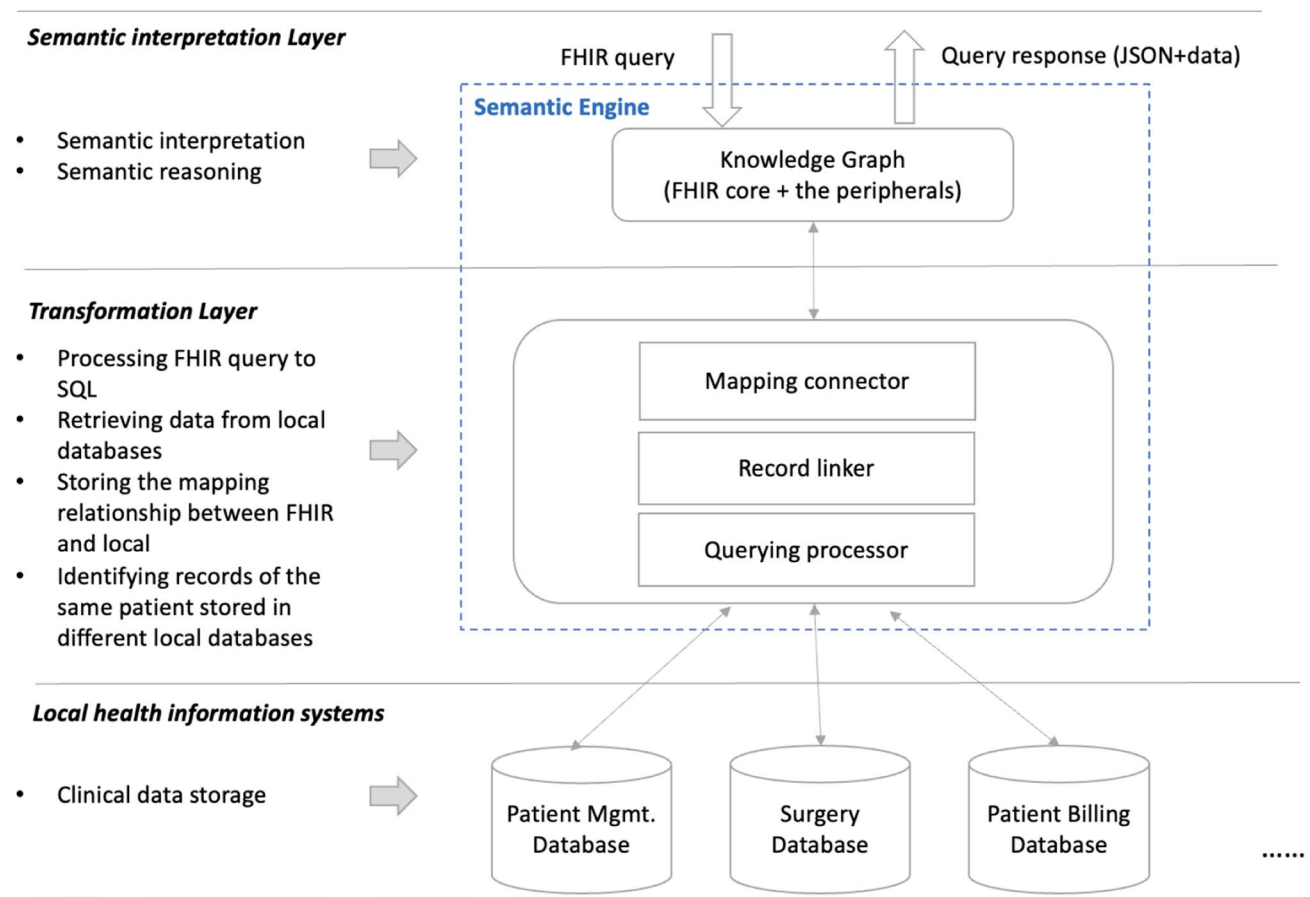 Semantic interpretation Layer
FHIR query
Query response (JSON+data)
Semantic Engine
• Semantic interpretation
• Semantic reasoning
Knowledge Graph
(FHIR core + the peripherals)
Transformation Layer
• Processing FHIR query to
SQL
• Retrieving data from local
databases
• Storing the mapping
relationship between FHIR
and local
• Identifying records of the
same patient stored in
different local databases
Mapping connector
Record linker
Querying processor
Local health information systems
• Clinical data storage
Patient Mgmt.
Database
Surgery
Database
Patient Billing
Database
......